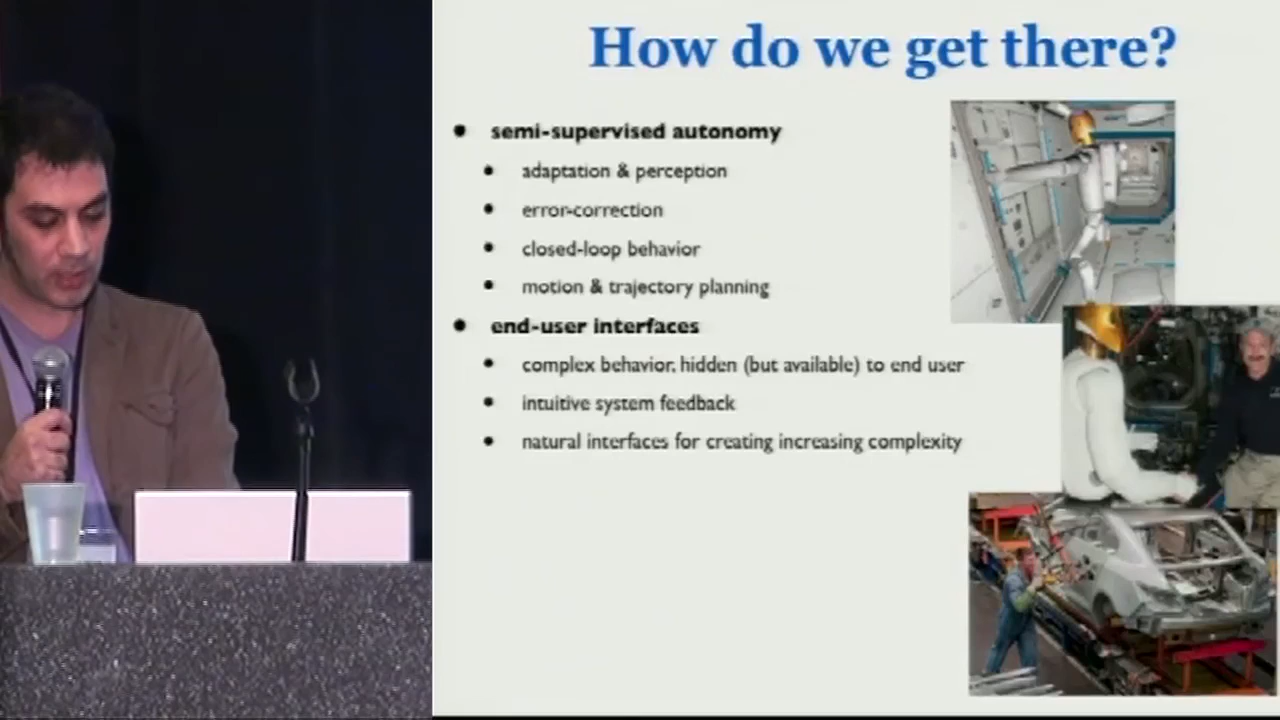 How do we get there?
semi-supervised autonomy
adaptation & perception
error-correction
closed-loop behavior
motion & trajectory planning
end-user interfaces
complex behavior, hidden (but available) to end user
intuitive system feedback
natural interfaces for creating increasing complexity